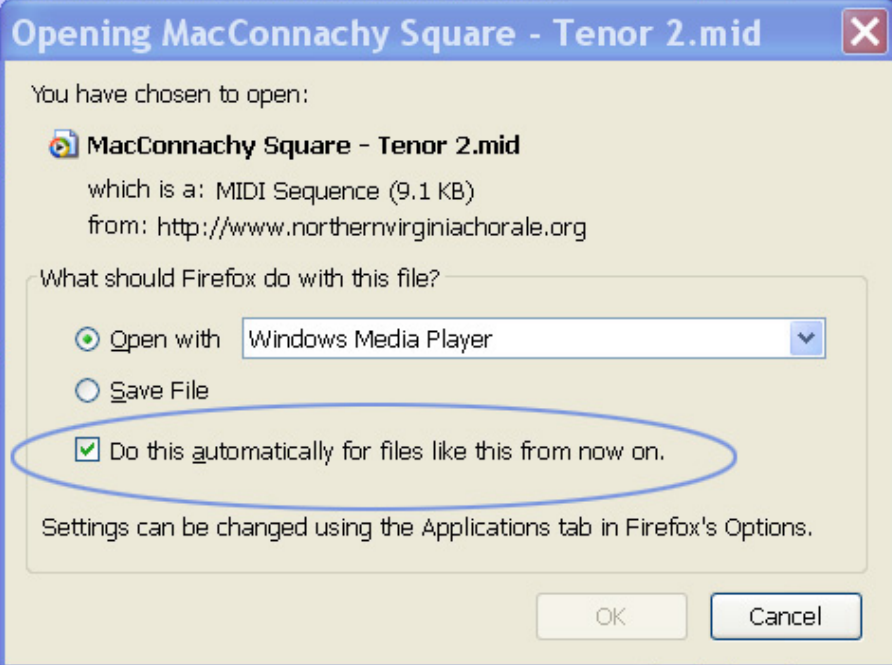 Opening MacConnachy Square - Tenor 2.mid
You have chosen to open:
MacConnachy Square - Tenor 2.mid
which is a: MIDI Sequence (9.1 KB)
from: http://www.northernvirginiachorale.org
What should Firefox do with this file?
Open with Windows Media Player
Save File
Do this automatically for files like this from now on.
Settings can be changed using the Applications tab in Firefox's Options.
OK Cancel